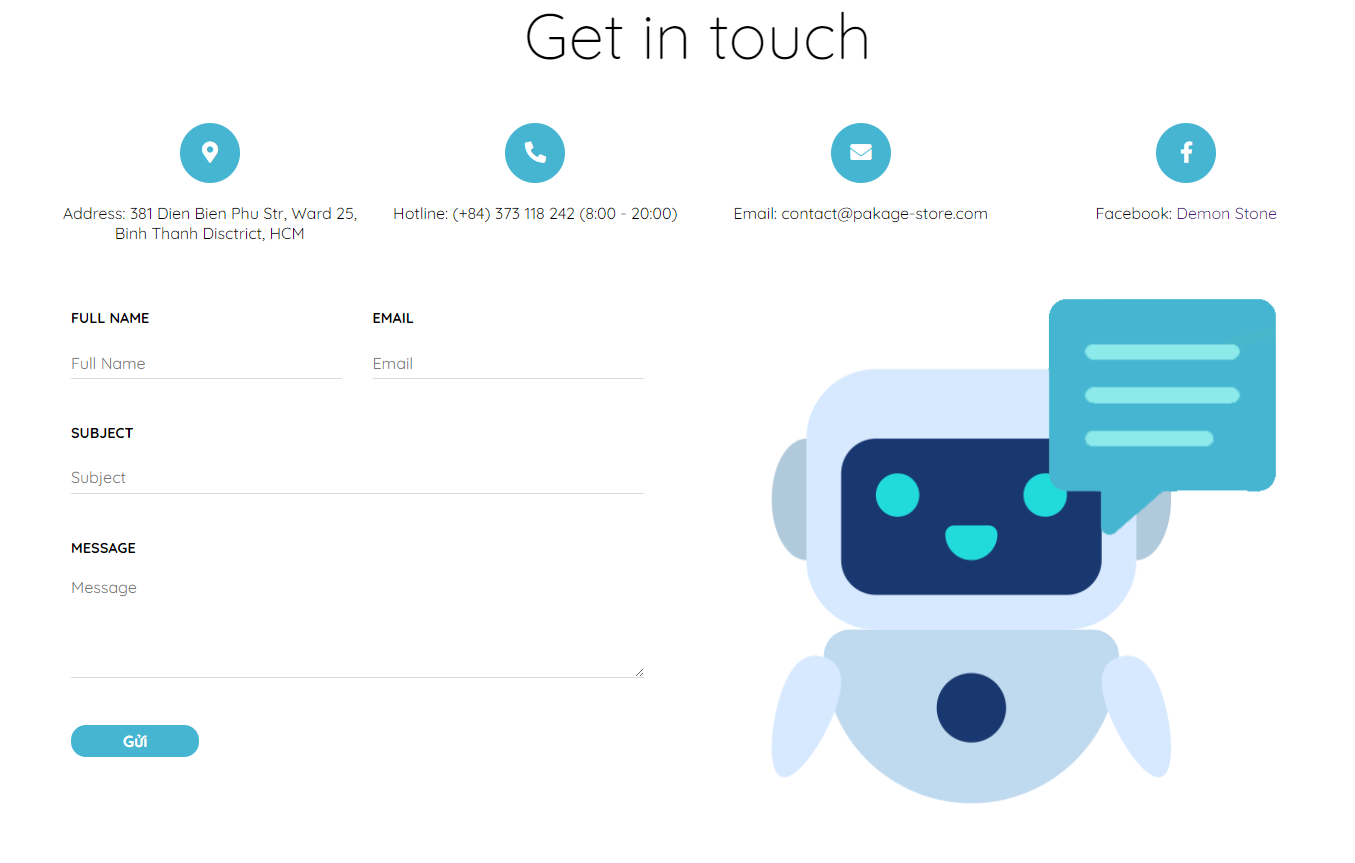 Get in touch
Address: 381 Dien Bien Phu Str, Ward 25,
Binh Thanh Disctrict, HCM
Hotline: (+84) 373 118 242 (8:00 - 20:00)
Email: contact@pakage-store.com
Facebook: Demon Stone
FULL NAME
EMAIL
Full Name
Email
SUBJECT
Subject
MESSAGE
Message
Gửi